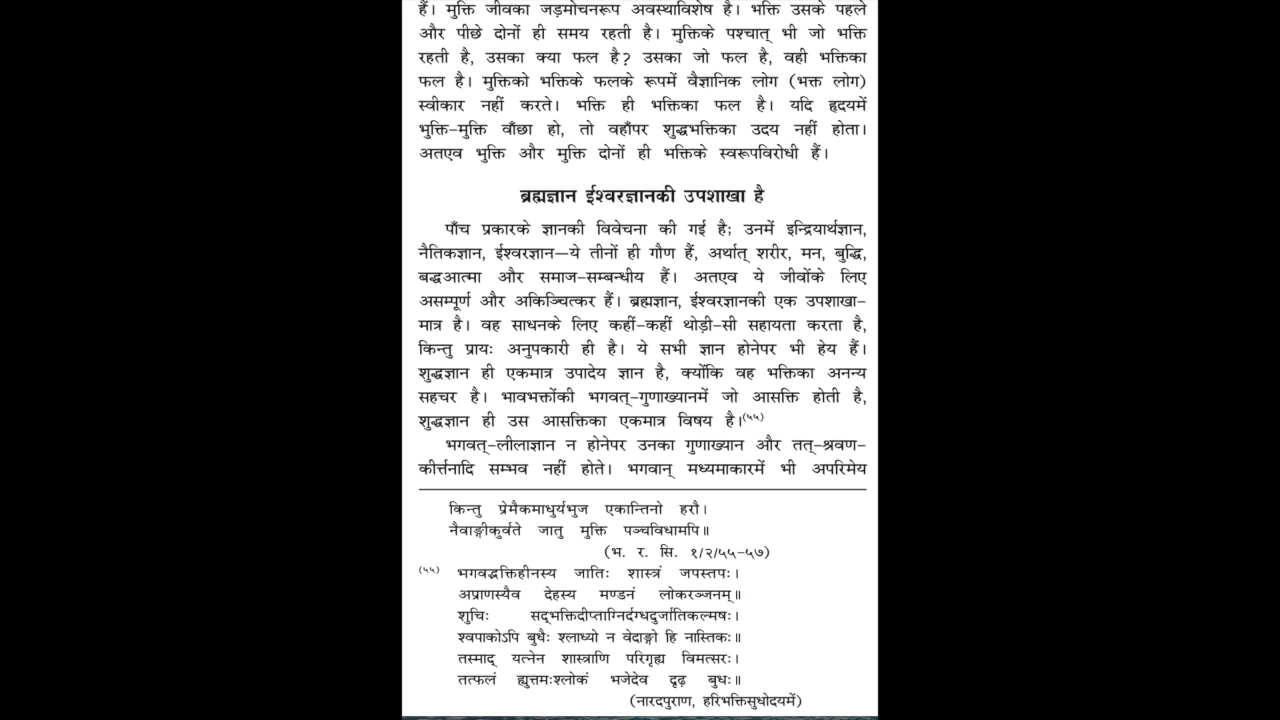 हैं। मुक्ति जीवका जड़मोचनरूप अवस्थाविशेष है। भक्ति उसके पहले
और पीछे दोनों ही समय रहती है। मुक्तिके पश्चात् भी जो भक्ति
रहती है, उसका क्या फल है? उसका जो फल है, वही भक्तिका
फल है। मुक्तिको भक्तिके फलके रूपमें वैज्ञानिक लोग (भक्त लोग)
स्वीकार नहीं करते। भक्ति ही भक्तिका फल है। यदि हृदयमें
भुक्ति-मुक्ति वाँछा हो, तो वहाँपर शुद्धभक्तिका उदय नहीं होता।
अतएव भुक्ति और मुक्ति दोनों ही भक्तिके स्वरूपविरोधी हैं।
ब्रह्मज्ञान ईश्वरज्ञानकी उपशाखा है
पाँच प्रकारके ज्ञानकी विवेचना की गई है; उनमें इन्द्रियार्थज्ञान,
नैतिकज्ञान, ईश्वरज्ञान—ये तीनों ही गौण हैं, अर्थात् शरीर, मन, बुद्धि,
बद्धआत्मा और समाज-सम्बन्धीय हैं। अतएव ये जीवोंके लिए
असम्पूर्ण और अकिञ्चित्कर हैं। ब्रह्मज्ञान, ईश्वरज्ञानकी एक उपशाखा-
मात्र है। वह साधनके लिए कहीं-कहीं थोड़ी-सी सहायता करता है,
किन्तु प्रायः अनुपकारी ही है। ये सभी ज्ञान होनेपर भी हेय हैं।
शुद्धज्ञान ही एकमात्र उपादेय ज्ञान है, क्योंकि वह भक्तिका अनन्य
सहचर है। भावभक्तोंकी भगवत्-गुणाख्यानमें जो आसक्ति होती है,
शुद्धज्ञान ही उस आसक्तिका एकमात्र विषय है।(५५)
भगवत्-लीलाज्ञान न होनेपर उनका गुणाख्यान और तत्-श्रवण-
कीर्त्तनादि सम्भव नहीं होते। भगवान् मध्यमाकारमें भी अपरिमेय
किन्तु प्रेमैकमाधुर्यभुज एकान्तिनो हरौ।
नैवाङ्गीकुर्वते जातु मुक्ति पञ्चविधामपि॥
(भ. र. सि. १/२/५५-५७)
(५५) भगवद्भक्तिहीनस्य जातिः शास्त्रं जपस्तपः।
अप्राणस्यैव देहस्य मण्डनं लोकरञ्जनम्॥
शुचिः सद्भक्तिदीप्ताग्निर्दग्धदुर्जातिकल्मषः।
श्वपाकोऽपि बुधैः श्लाध्यो न वेदाङ्गो हि नास्तिकः॥
तस्माद् यत्नेन शास्त्राणि परिगृह्य विमत्सरः।
तत्फलं ह्युत्तमःश्लोकं भजेदेव दृढ़ बुधः॥
(नारदपुराण, हरिभक्तिसुधोदयमें)